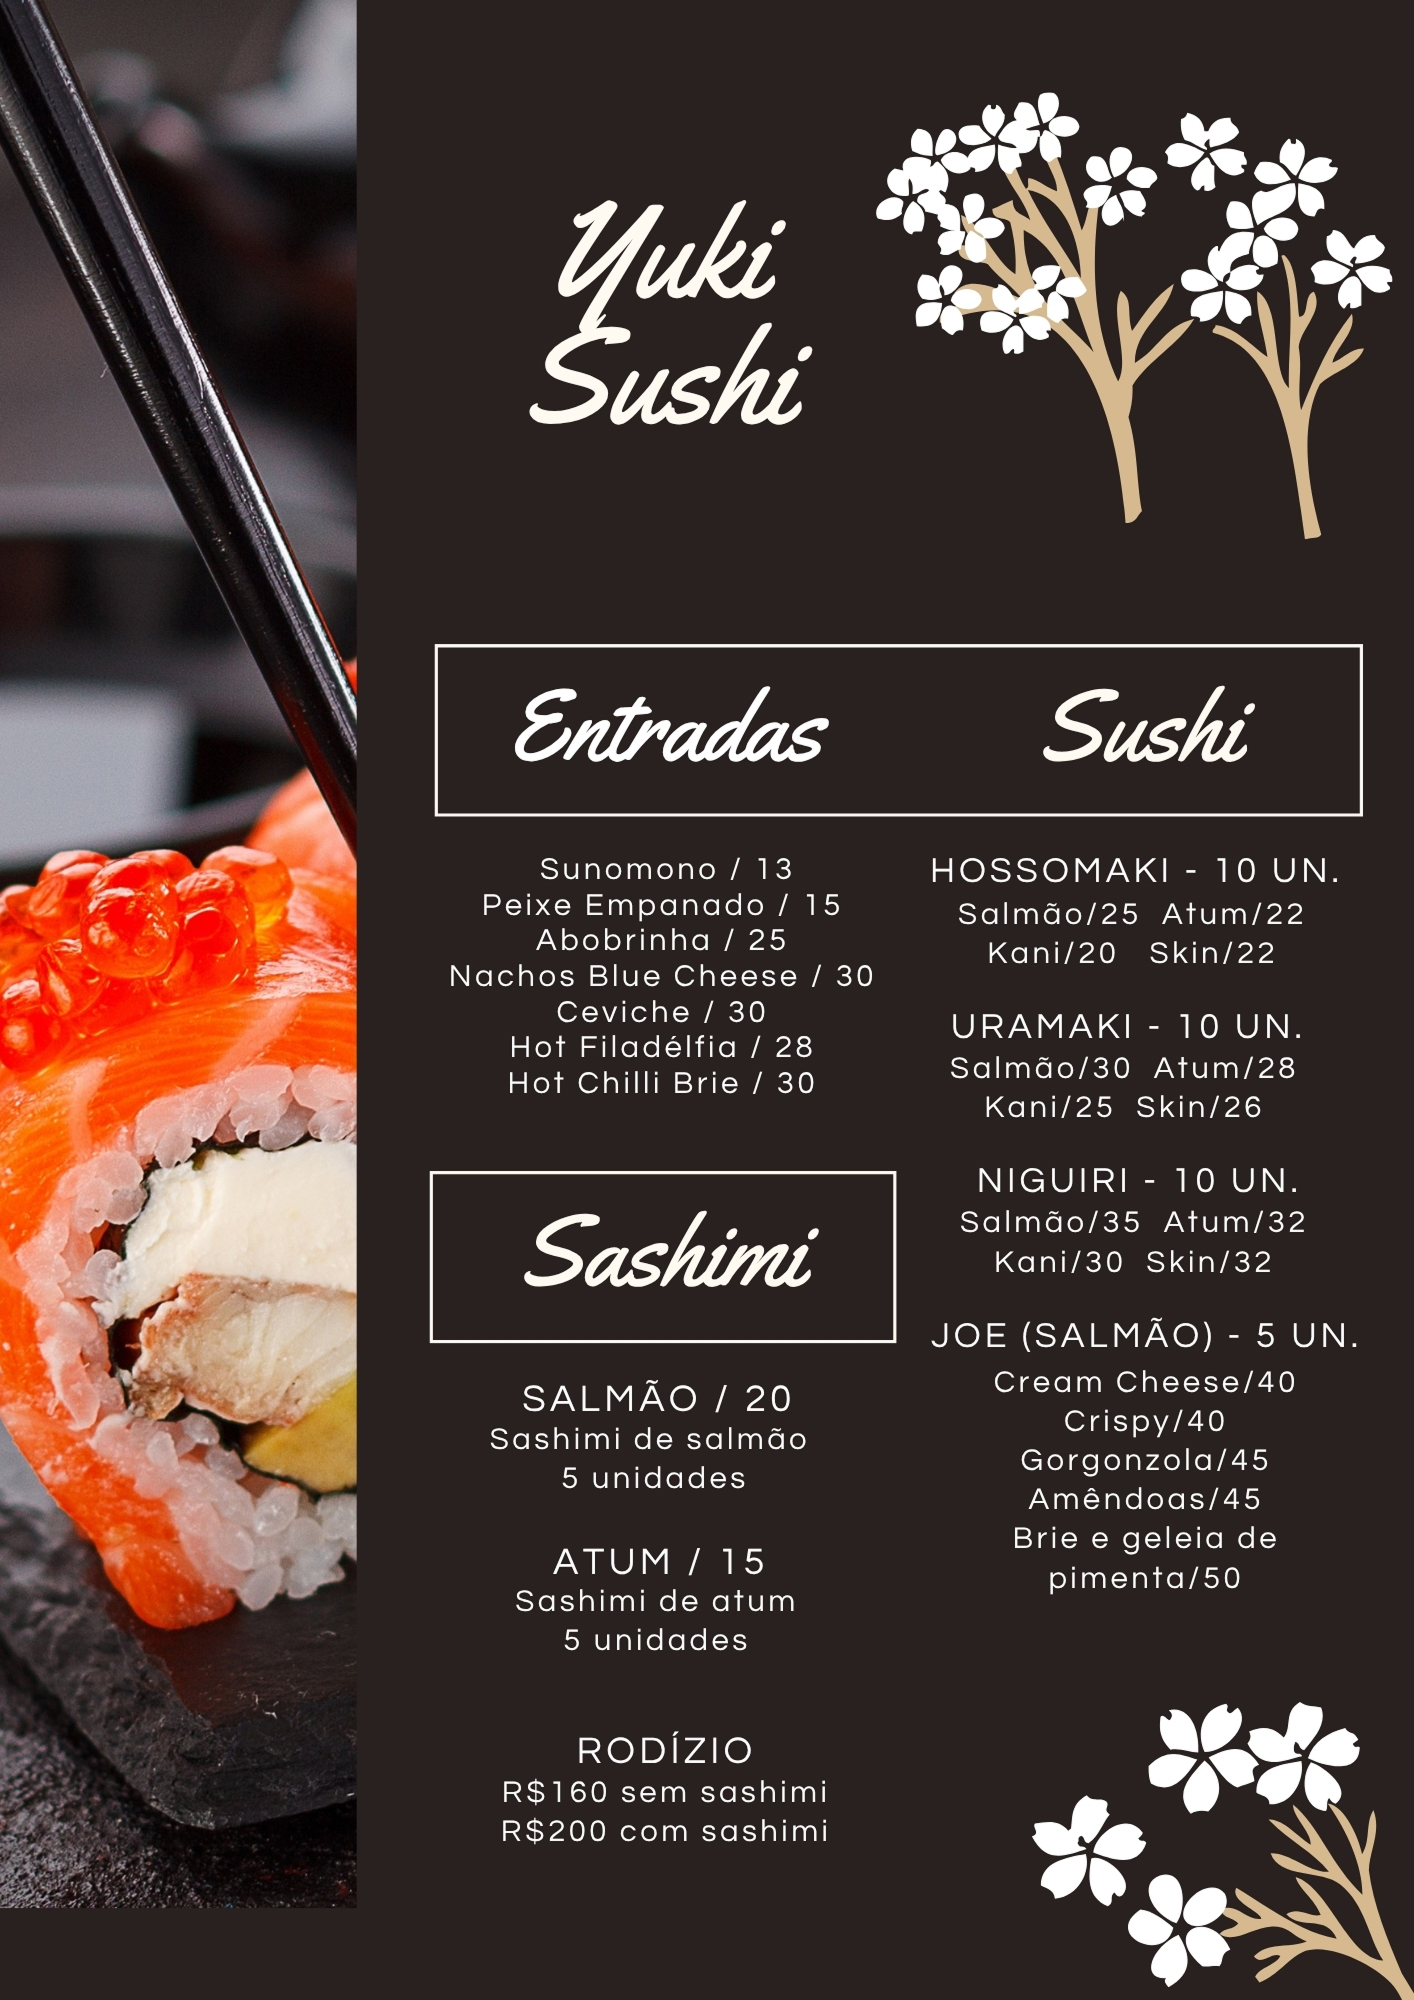 Yuki
Sushi
Entradas
Sunomono / 13
Peixe Empanado / 15
Abobrinha / 25
Nachos Blue Cheese / 30
Ceviche / 30
Hot Filadélfia / 28
Hot Chilli Brie / 30
Sashimi
SALMÃO / 20
Sashimi de salmão
5 unidades
ATUM / 15
Sashimi de atum
5 unidades
RODÍZIO
R$160 sem sashimi
R$200 com sashimi
Sushi
HOSSOMAKI - 10 UN.
Salmão/25 Atum/22
Kani/20 Skin/22
URAMAKI - 10 UN.
Salmão/30 Atum/28
Kani/25 Skin/26
NIGUIRI - 10 UN.
Salmão/35 Atum/32
Kani/30 Skin/32
JOE (SALMÃO) - 5 UN.
Cream Cheese/40
Crispy/40
Gorgonzola/45
Amêndoas/45
Brie e geleia de
pimenta/50